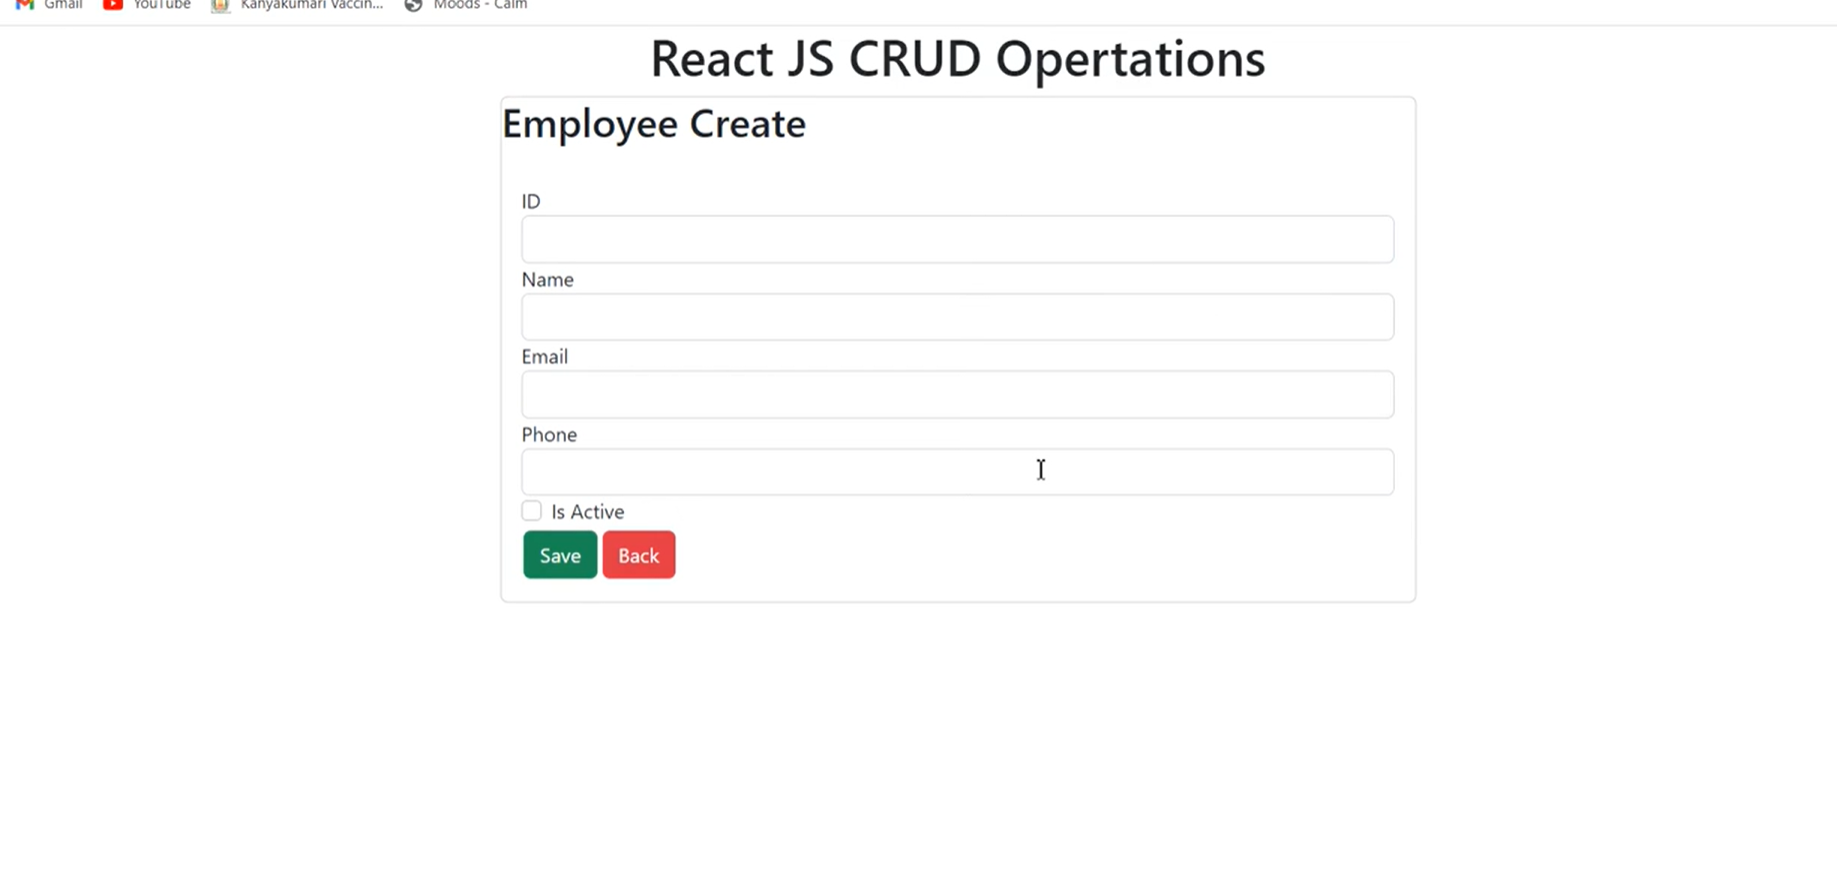 Gmail YouTube Kanyakumari Vaccin... Moods - Calm
React JS CRUD Opertations
Employee Create
ID
Name
Email
Phone
Is Active
Save Back